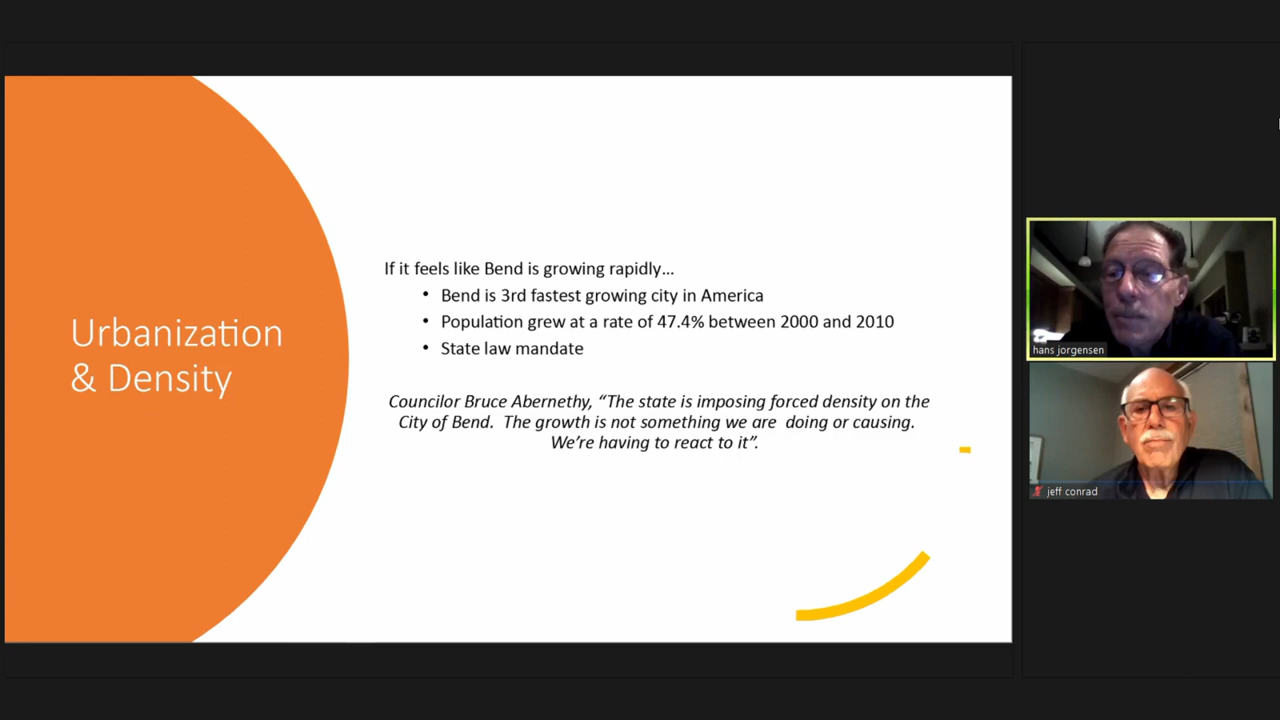 Urbanization
& Density
If it feels like Bend is growing rapidly...
• Bend is 3rd fastest growing city in America
• Population grew at a rate of 47.4% between 2000 and 2010
• State law mandate
Councilor Bruce Abernethy, “The state is imposing forced density on the
City of Bend.  The growth is not something we are  doing or causing.
We’re having to react to it”.
hans jorgensen
jeff conrad